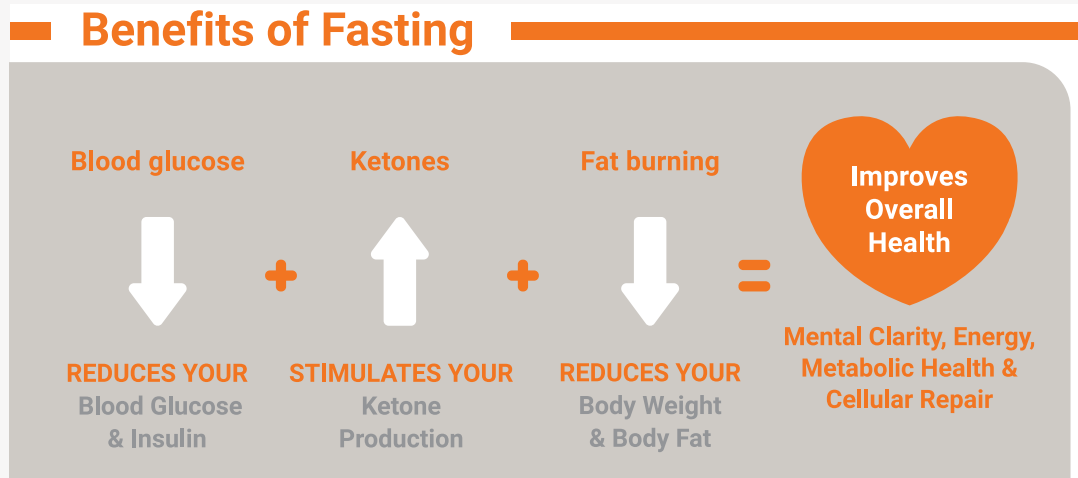 Benefits of Fasting
Blood glucose
Ketones
Fat burning
+
+
=
Improves
Overall
Health
REDUCES YOUR
Blood Glucose
& Insulin
STIMULATES YOUR
Ketone
Production
REDUCES YOUR
Body Weight
& Body Fat
Mental Clarity, Energy,
Metabolic Health &
Cellular Repair